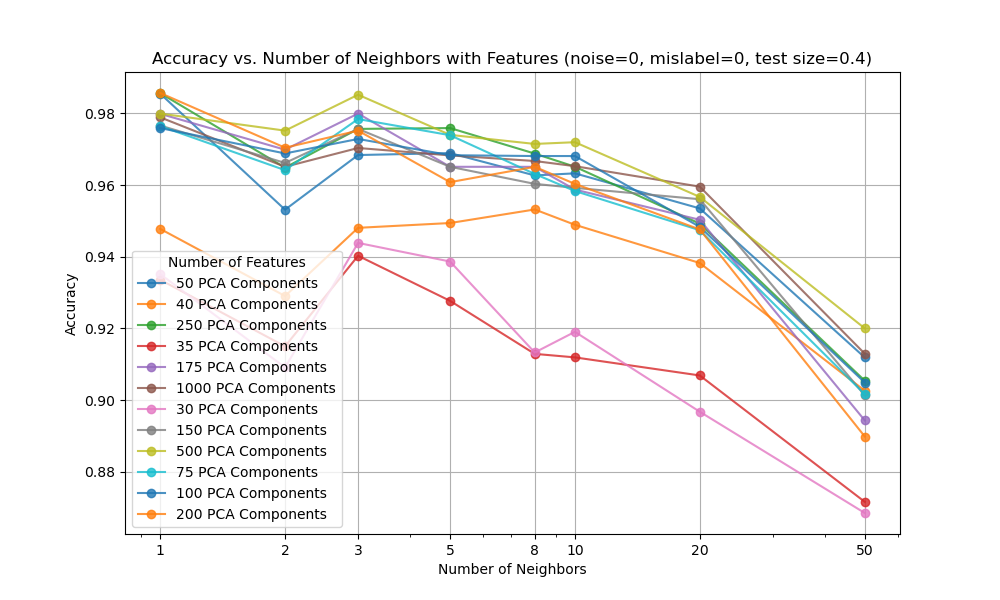 Accuracy vs. Number of Neighbors with Features (noise=0, mislabel=0, test size=0.4)
Accuracy
0.98
0.96
0.94
0.92
0.90
0.88
Number of Features
50 PCA Components
40 PCA Components
250 PCA Components
35 PCA Components
175 PCA Components
1000 PCA Components
30 PCA Components
150 PCA Components
500 PCA Components
75 PCA Components
100 PCA Components
200 PCA Components
1 2 3 5 8 10 20 50
Number of Neighbors